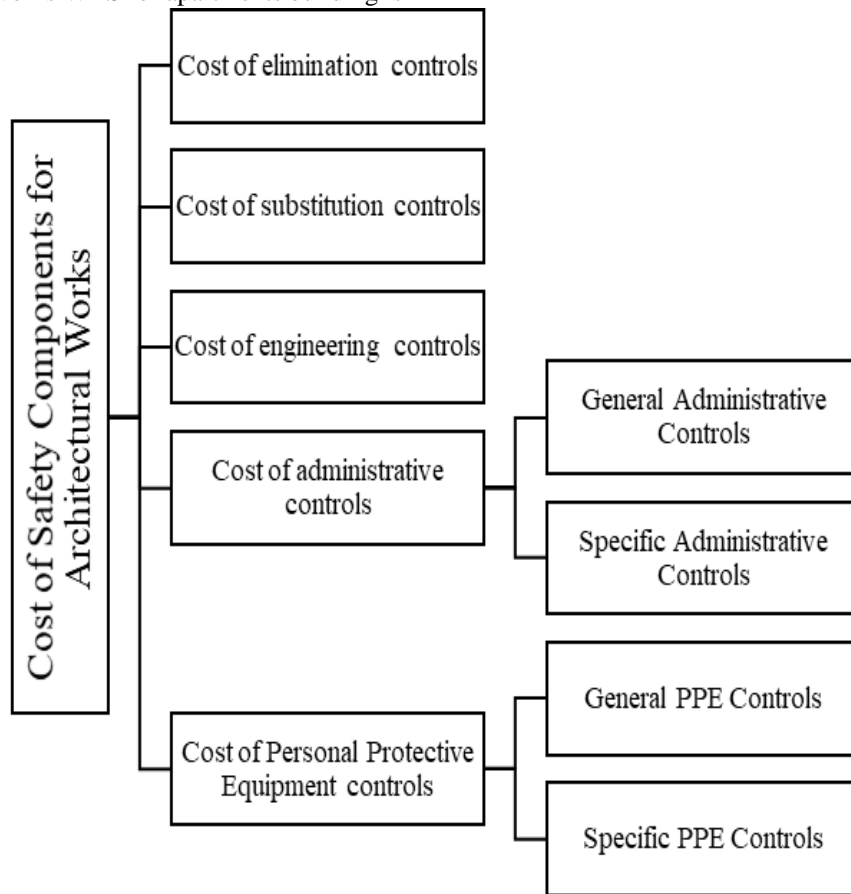 Cost of Safety Components for
Architectural Works
Cost of elimination controls
Cost of substitution controls
Cost of engineering controls
Cost of administrative
controls
General Administrative
Controls
Specific Administrative
Controls
Cost of Personal Protective
Equipment controls
General PPE Controls
Specific PPE Controls